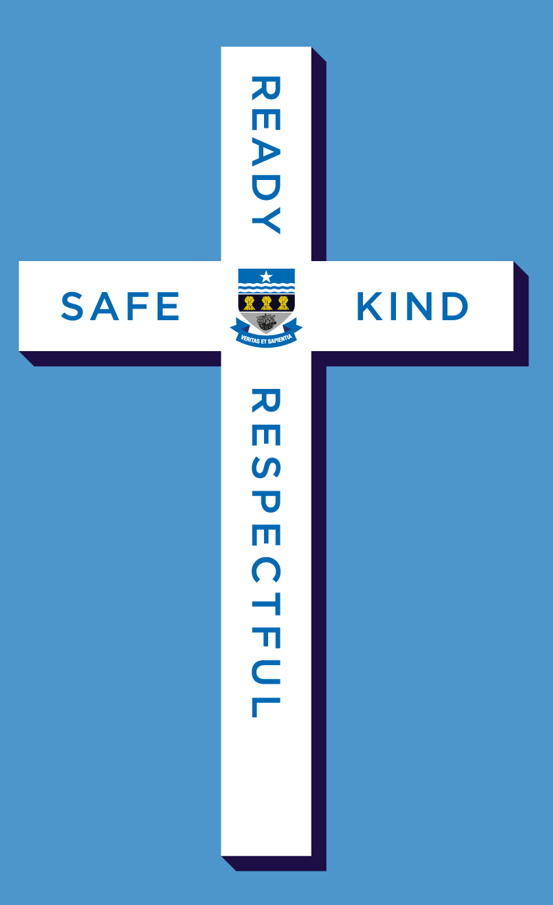 READY
SAFE
KIND
VERITAS ET SAPIENTIA
RESPECTFUL